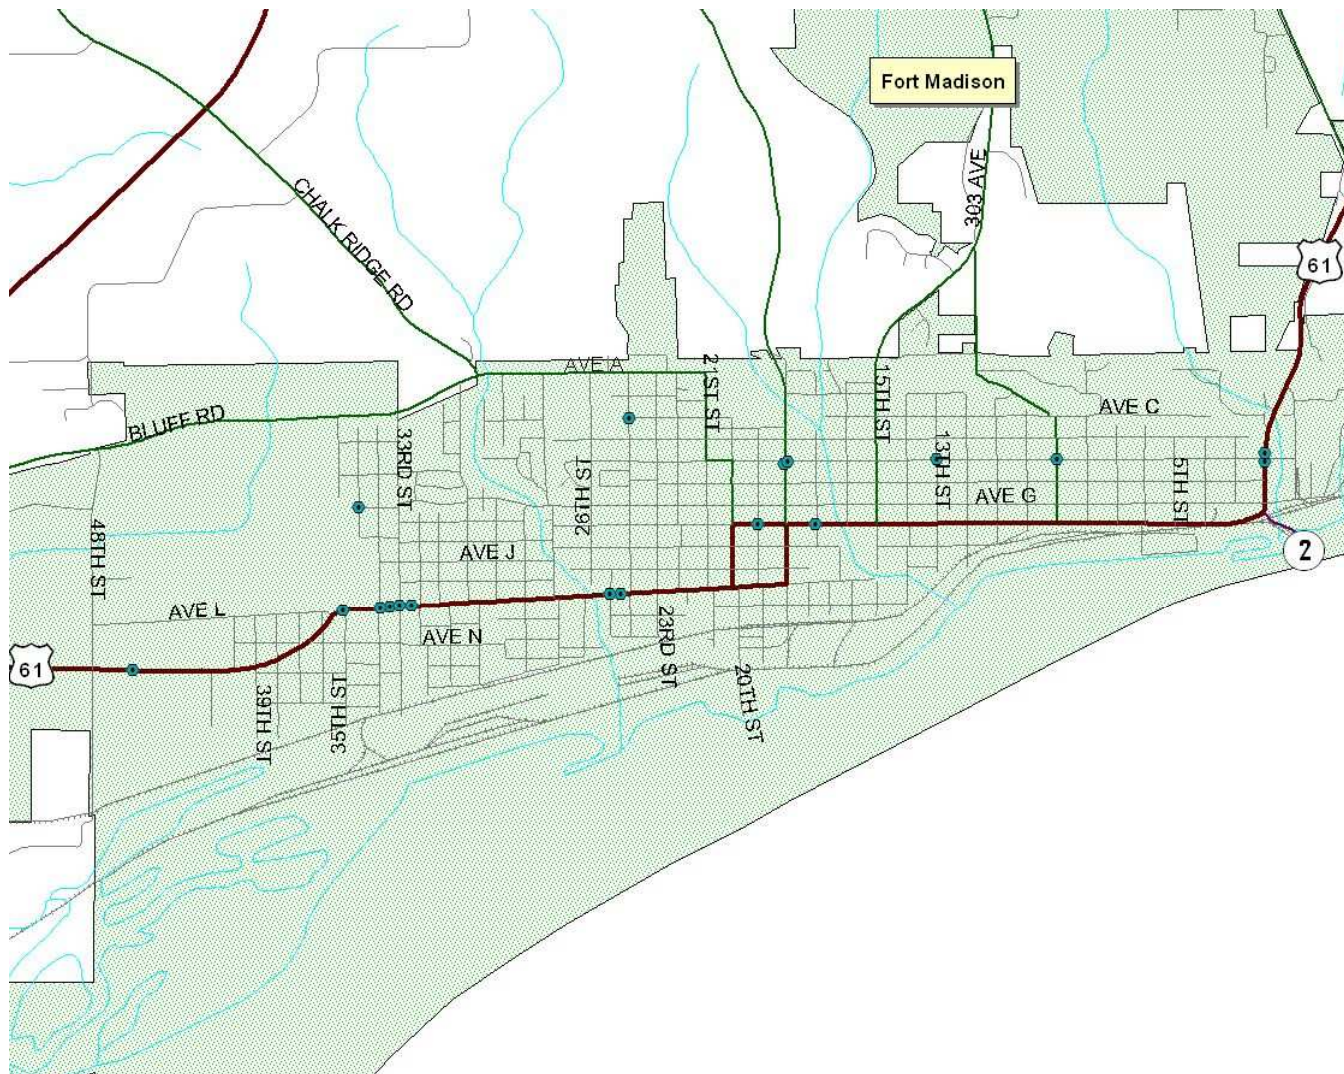 Fort Madison
303 AVE
CHALK RIDGE RD
61
AVE A
21ST ST
15TH ST
AVE C
BLUFF RD
33RD ST
26TH ST
13TH ST
5TH ST
AVE G
48TH ST
AVE J
2
AVE L
AVE N
23RD ST
61
39TH ST
35TH ST
20TH ST